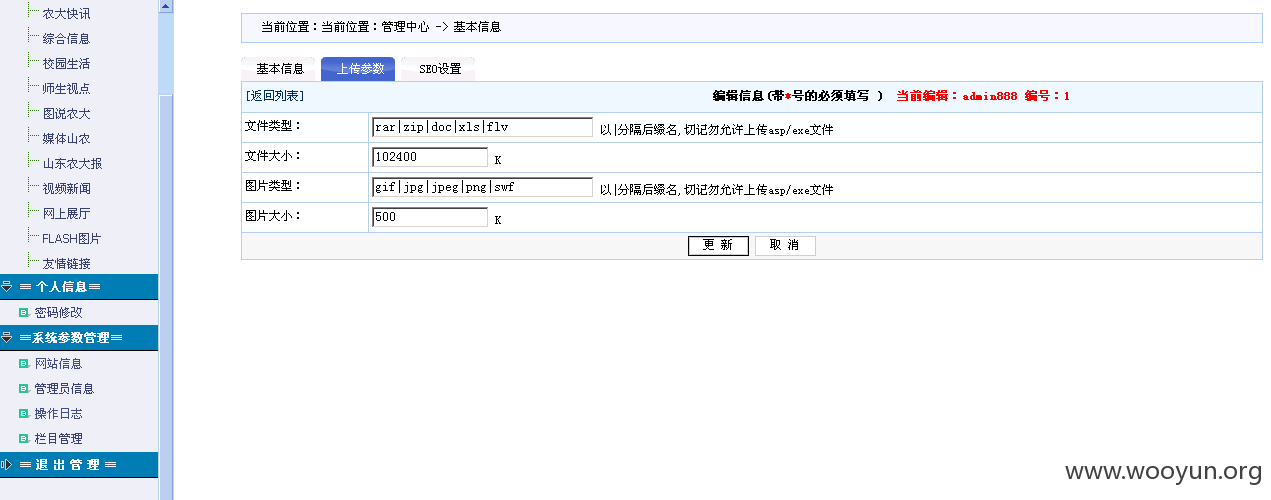 农大快讯
综合信息
校园生活
师生视点
图说农大
媒体山农
山东农大报
视频新闻
网上展厅
FLASH图片
友情链接
== 个人信息==
密码修改
==系统参数管理==
网站信息
管理员信息
操作日志
栏目管理
== 退 出 管 理 ==
当前位置：当前位置：管理中心 -> 基本信息
基本信息 上传参数 SEO设置
[返回列表] 编辑信息(带*号的必须填写 ) 当前编辑：admin888 编号：1
文件类型： rar|zip|doc|xls|flv 以|分隔后缀名,切记勿允许上传asp/exe文件
文件大小： 102400 K
图片类型： gif|jpg|jpeg|png|swf 以|分隔后缀名,切记勿允许上传asp/exe文件
图片大小： 500 K
更 新 取 消
www.wooyun.org